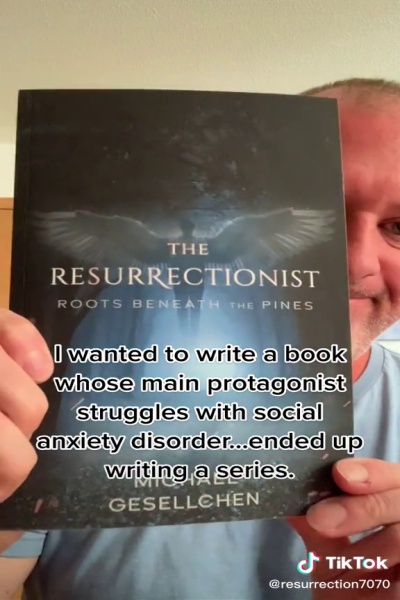 THE
RESURRECTIONIST
ROOTS BENEATH THE PINES
I wanted to write a book
whose main protagonist
struggles with social
anxiety disorder...ended up
writing a series.
MICHAEL
GESELLCHEN
TikTok
@resurrection7070